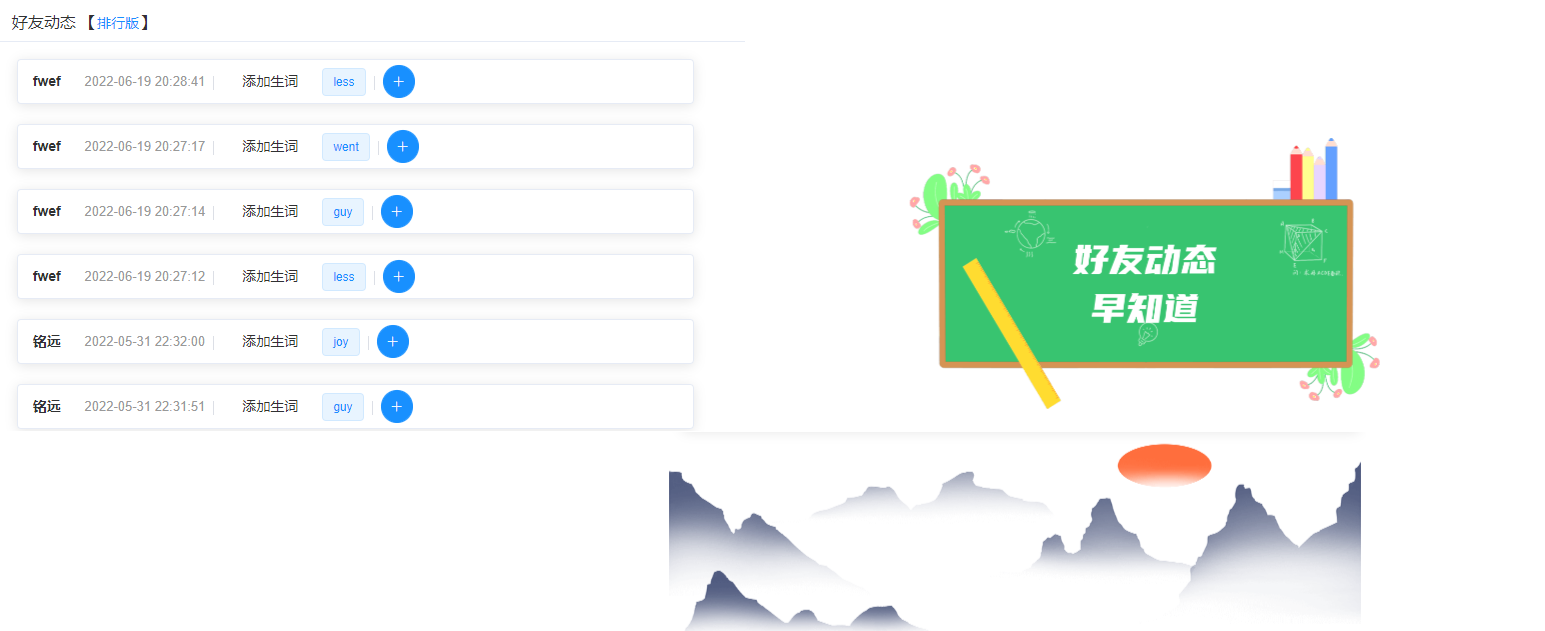 好友动态 【排行版】
fwef 2022-06-19 20:28:41 添加生词 less
fwef 2022-06-19 20:27:17 添加生词 went
fwef 2022-06-19 20:27:14 添加生词 guy
fwef 2022-06-19 20:27:12 添加生词 less
铭远 2022-05-31 22:32:00 添加生词 joy
铭远 2022-05-31 22:31:51 添加生词 guy
好友动态
早知道